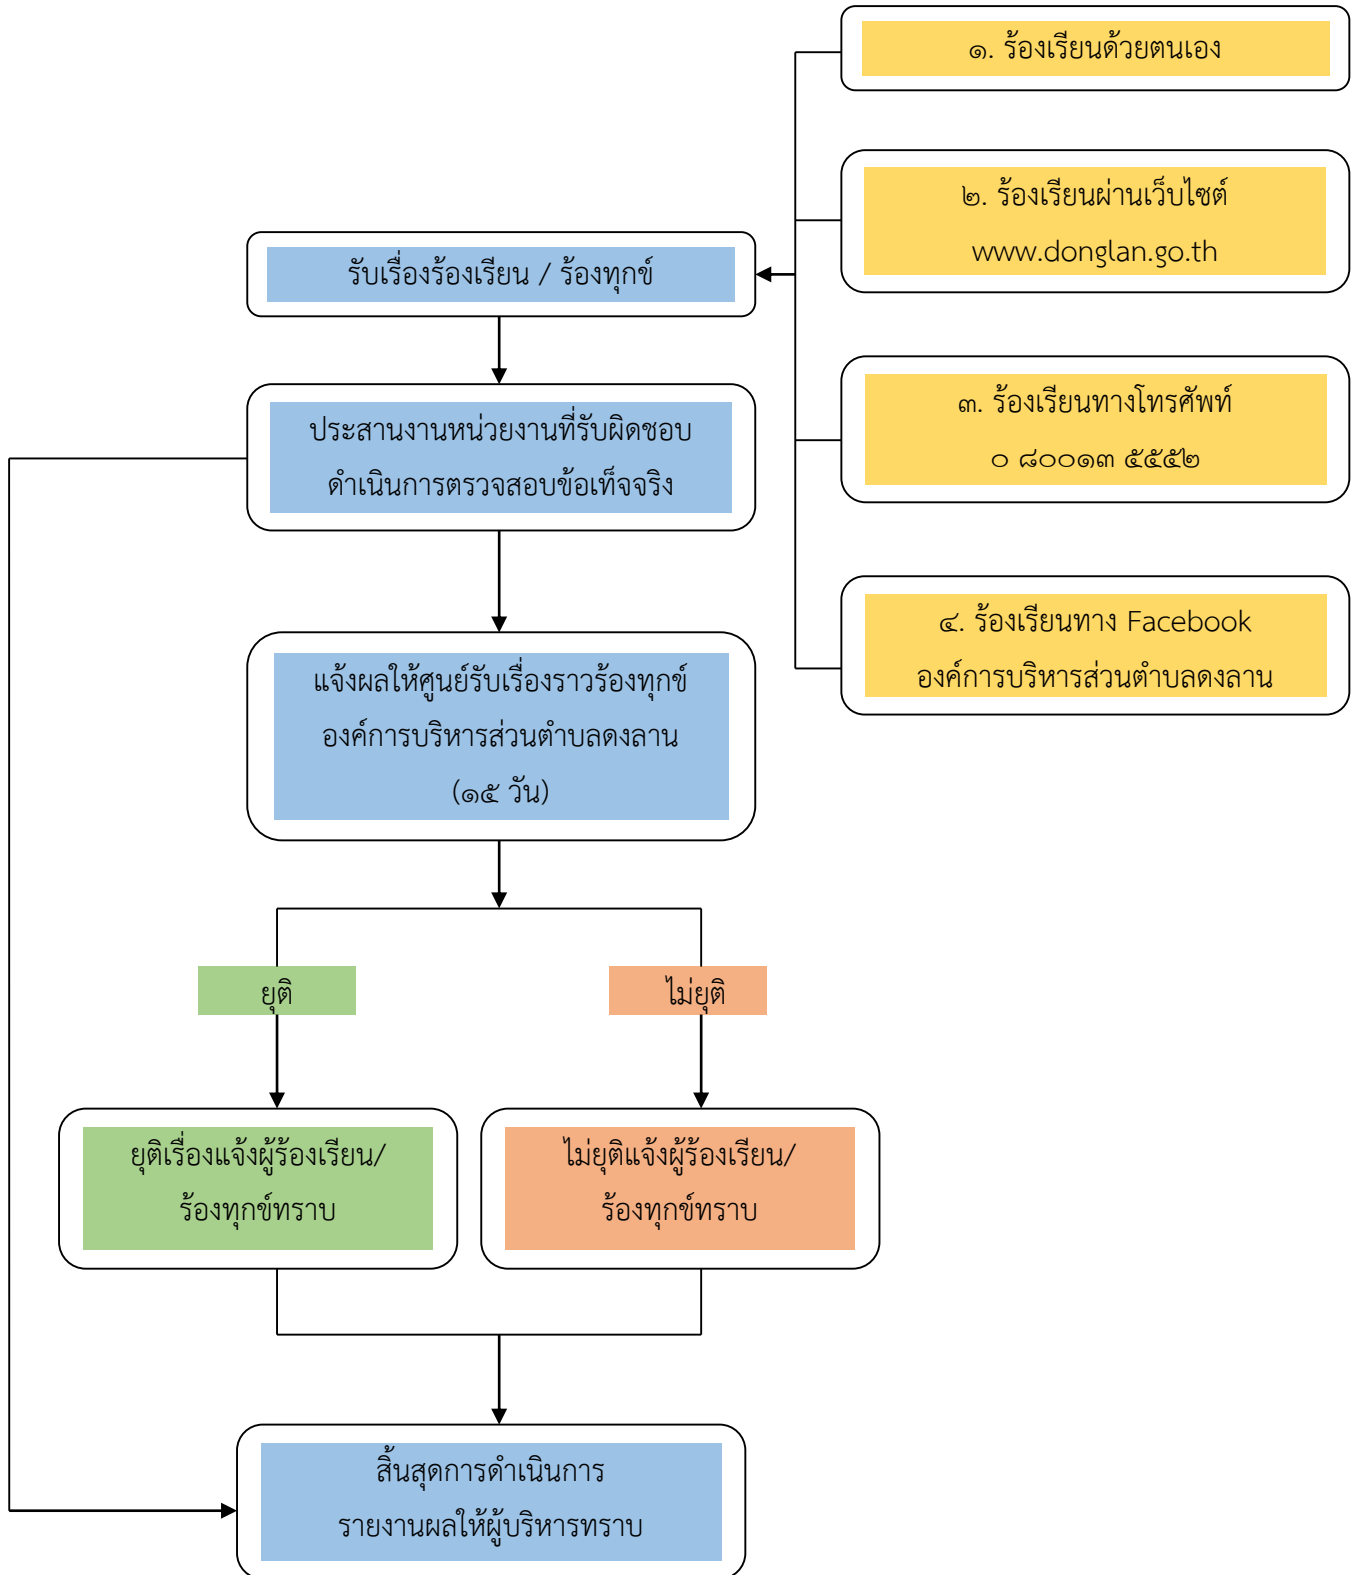 ๑. ร้องเรียนด้วยตนเอง
๒. ร้องเรียนผ่านเว็บไซต์
www.donglan.go.th
๓. ร้องเรียนทางโทรศัพท์
๐ ๘๐๐๑๓ ๕๕๕๒
๔. ร้องเรียนทาง Facebook
องค์การบริหารส่วนตำบลดงลาน
รับเรื่องร้องเรียน / ร้องทุกข์
ประสานงานหน่วยงานที่รับผิดชอบ
ดำเนินการตรวจสอบข้อเท็จจริง
แจ้งผลให้ศูนย์รับเรื่องราวร้องทุกข์
องค์การบริหารส่วนตำบลดงลาน
(๑๕ วัน)
ยุติ
ไม่ยุติ
ยุติเรื่องแจ้งผู้ร้องเรียน/
ร้องทุกข์ทราบ
ไม่ยุติแจ้งผู้ร้องเรียน/
ร้องทุกข์ทราบ
สิ้นสุดการดำเนินการ
รายงานผลให้ผู้บริหารทราบ